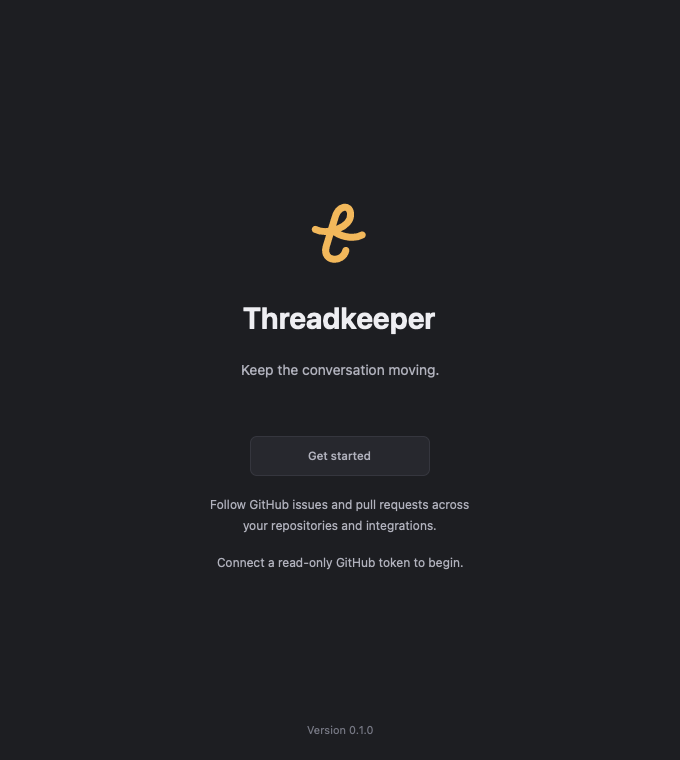 Threadkeeper
Keep the conversation moving.
Get started
Follow GitHub issues and pull requests across
your repositories and integrations.
Connect a read-only GitHub token to begin.
Version 0.1.0